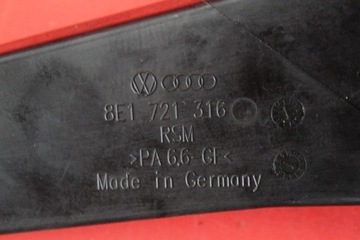 8E1 721 316
RSM
>PA 6.6- GF<
Made in Germany